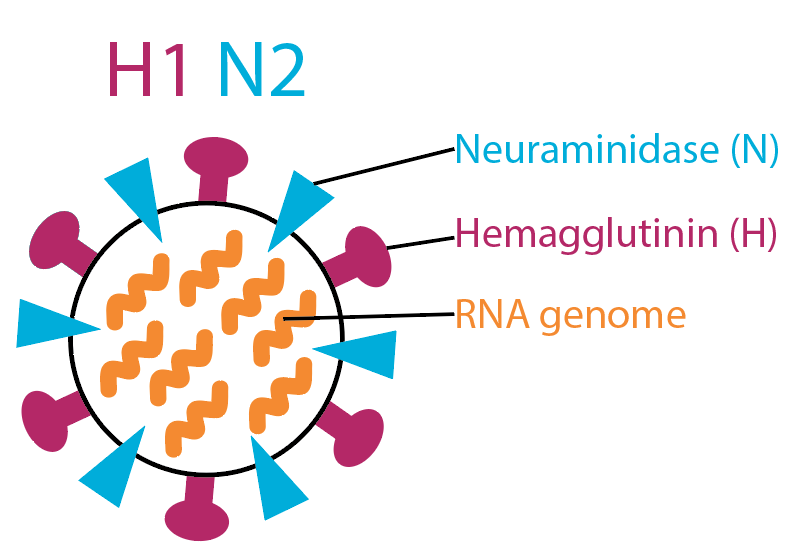 H1 N2
Neuraminidase (N)
Hemagglutinin (H)
RNA genome